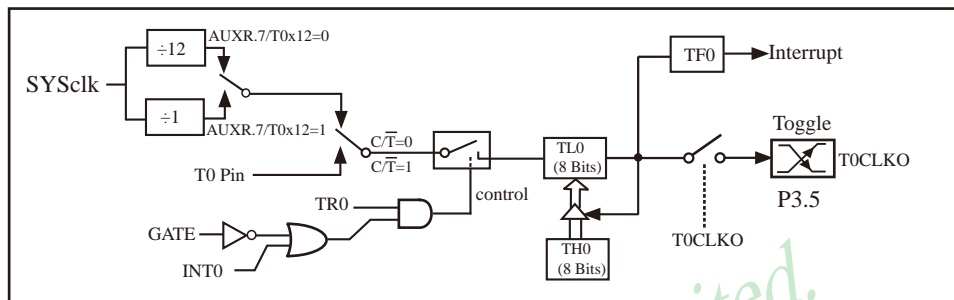 AUXR.7/T0x12=0
÷12
SYSclk
÷1
AUXR.7/T0x12=1
TF0
Interrupt
Toggle
C/T̅=0
C/T̅=1
T0 Pin
TL0
(8 Bits)
T0CLKO
P3.5
control
TR0
GATE
INT0
TH0
(8 Bits)
T0CLKO
ited.